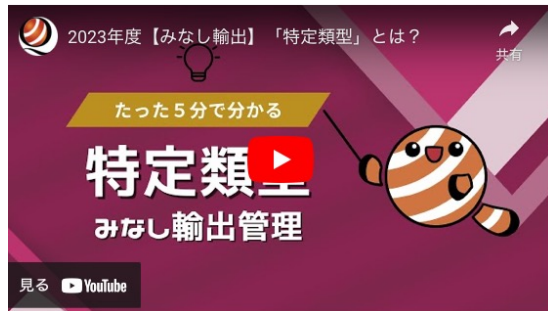 2023年度【みなし輸出】「特定類型」とは？
共有
たった５分で分かる
特定類型
みなし輸出管理
見る YouTube